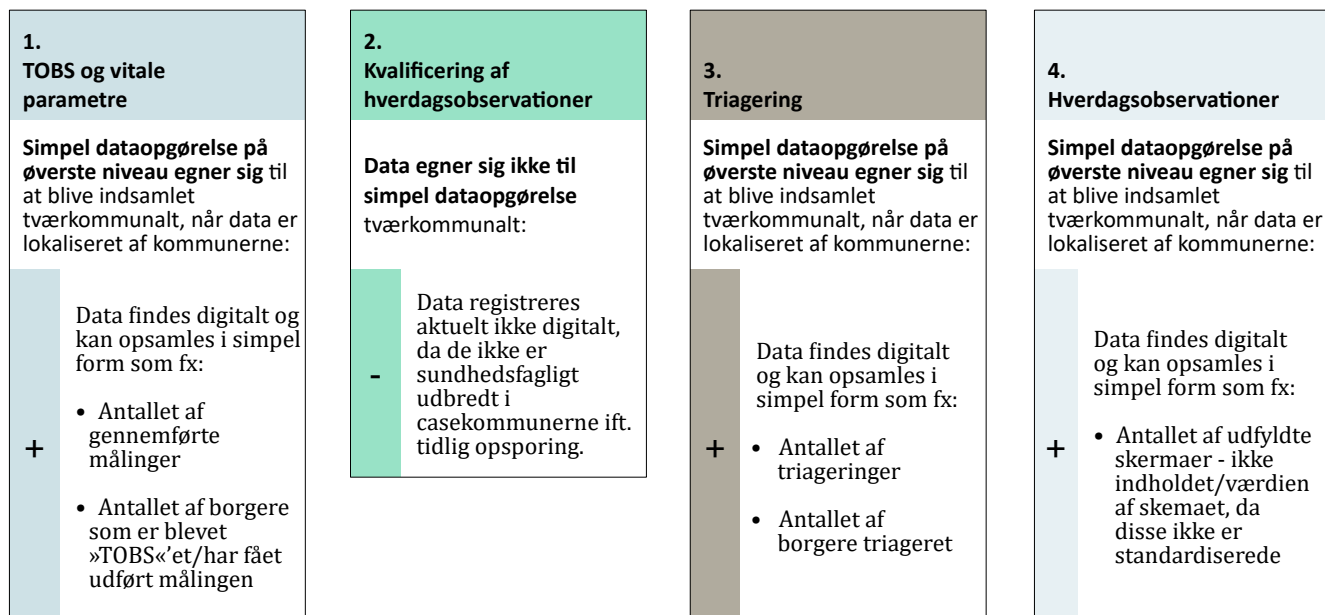 1.
TOBS og vitale
parametre
Simpel dataopgørelse på
øverste niveau egner sig til
at blive indsamlet
tværkommunalt, når data er
lokaliseret af kommunerne:
+
Data findes digitalt og
kan opsamles i simpel
form som fx:
• Antallet af
gennemførte
målinger
• Antallet af borgere
som er blevet
»TOBS«'et/har fået
udført målingen
2.
Kvalificering af
hverdagsobservationer
Data egner sig ikke til
simpel dataopgørelse
tværkommunalt:
-
Data registreres
aktuelt ikke digitalt,
da de ikke er
sundhedsfagligt
udbredt i
casekommunerne ift.
tidlig opsporing.
3.
Triagering
Simpel dataopgørelse på
øverste niveau egner sig til
at blive indsamlet
tværkommunalt, når data er
lokaliseret af kommunerne:
+
Data findes digitalt
og kan opsamles i
simpel form som fx:
• Antallet af
triageringer
• Antallet af
borgere triageret
4.
Hverdagsobservationer
Simpel dataopgørelse på
øverste niveau egner sig til
at blive indsamlet
tværkommunalt, når data er
lokaliseret af kommunerne:
+
Data findes digitalt
og kan opsamles i
simpel form som fx:
• Antallet af udfyldte
skermaer - ikke
indholdet/værdien
af skemaet, da
disse ikke er
standardiserede